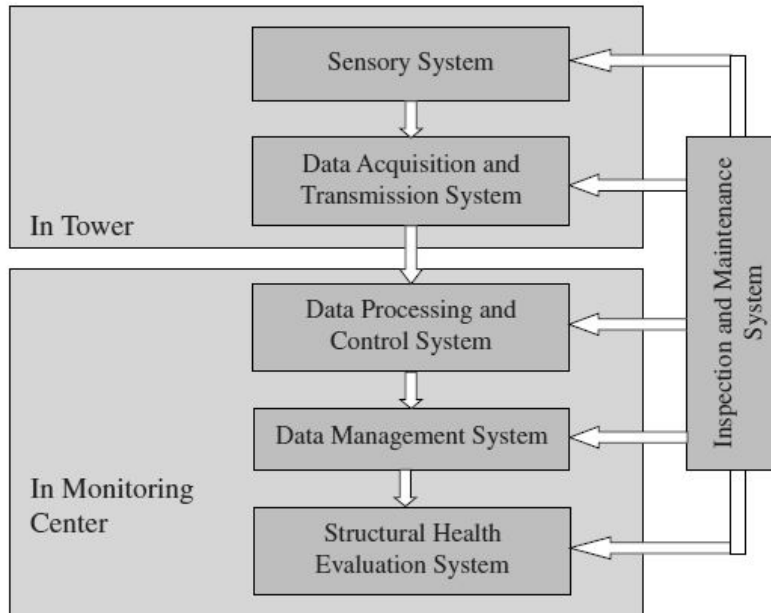 Sensory System
Data Acquisition and
Transmission System
In Tower
Data Processing and
Control System
Data Management System
In Monitoring
Center
Structural Health
Evaluation System
Inspection and Maintenance
System